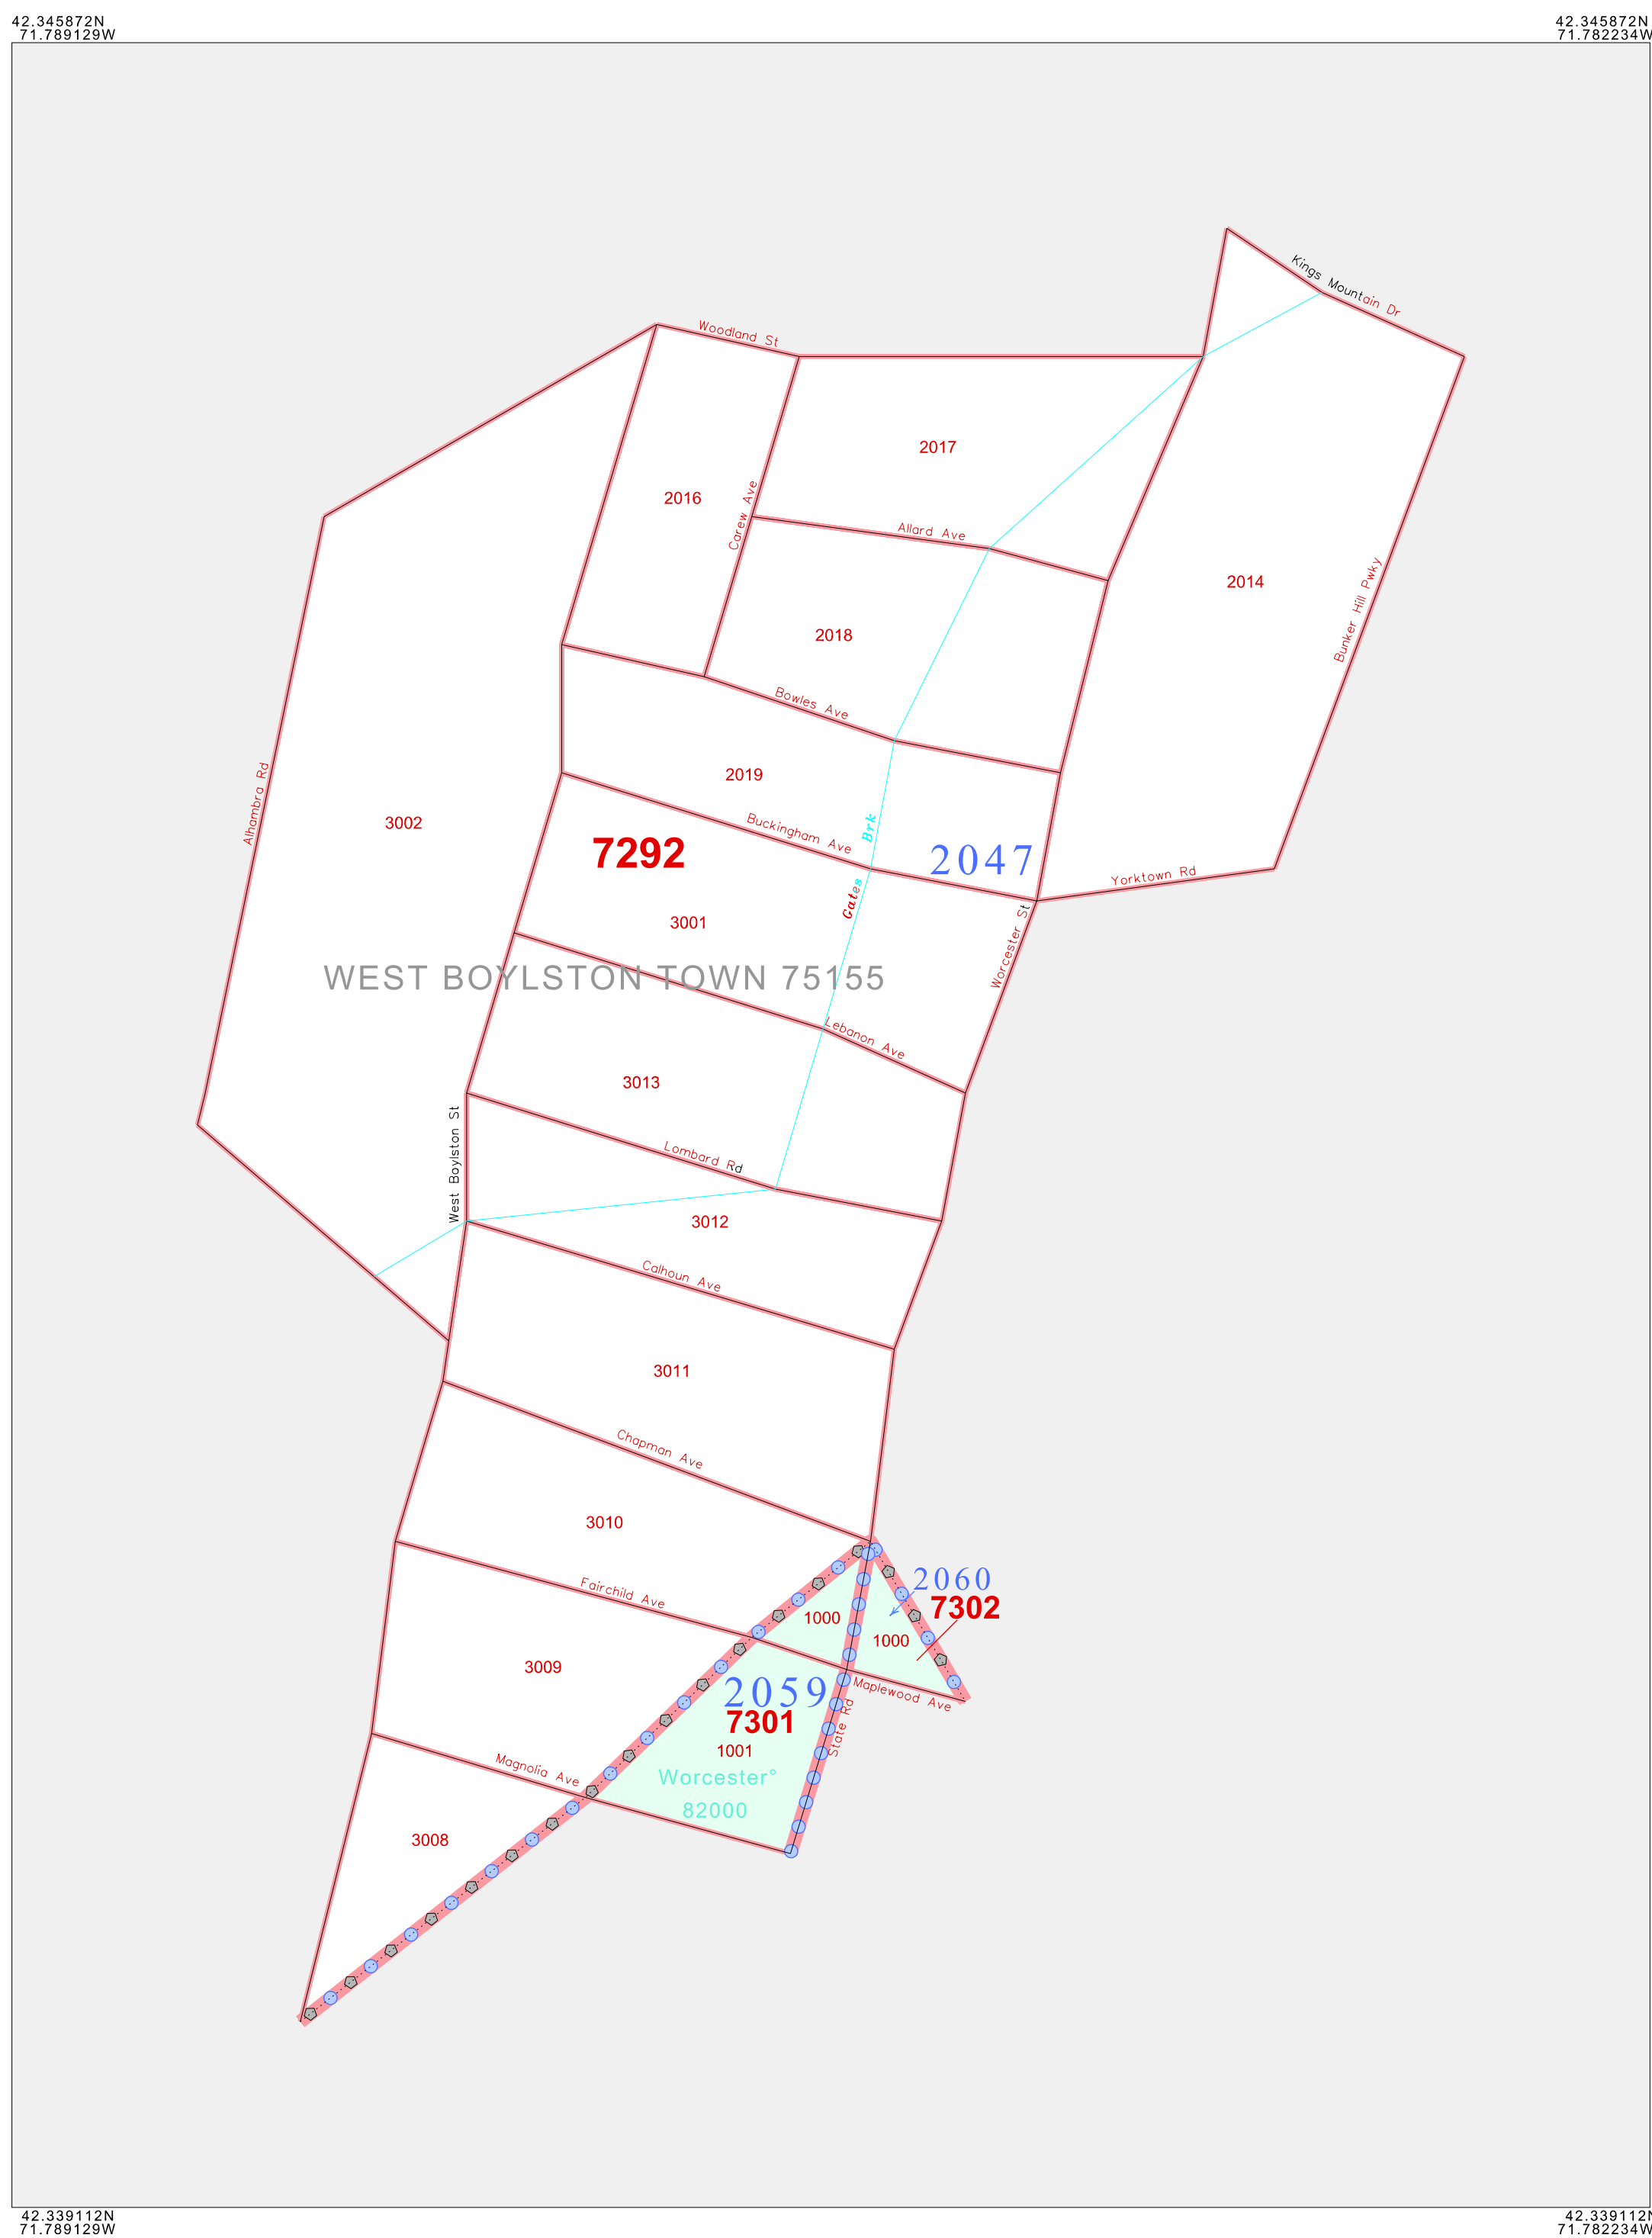 42.345872N
71.789129W
42.345872N
71.782234W
Kings Mountain Dr
Woodland St
2017
2016
Carew Ave
Allard Ave
2014
Bunker Hill Pwky
2018
Bowles Ave
2019
Alhambra Rd
3002
Buckingham Ave
Gates Brk
7292
2047
Yorktown Rd
3001
Worcester St
WEST BOYLSTON TOWN 75155
Lebanon Ave
3013
West Boylston St
Lombard Rd
3012
Calhoun Ave
3011
Chapman Ave
3010
2060
7302
Fairchild Ave
1000
1000
3009
2059
Maplewood Ave
7301
State Rd
1001
Magnolia Ave
Worcester°
82000
3008
42.339112N
71.789129W
42.339112N
71.782234W